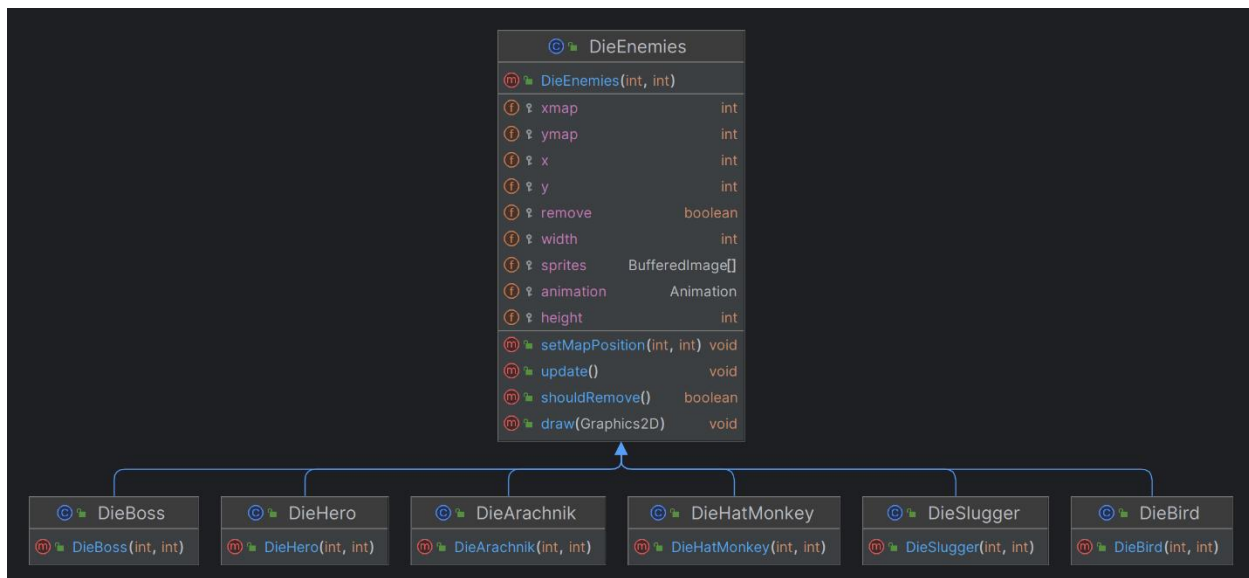 DieEnemies
DieEnemies(int, int)
xmap int
ymap int
x int
y int
remove boolean
width int
sprites BufferedImage[]
animation Animation
height int
setMapPosition(int, int) void
update() void
shouldRemove() boolean
draw(Graphics2D) void
DieBoss
DieBoss(int, int)
DieHero
DieHero(int, int)
DieArachnik
DieArachnik(int, int)
DieHatMonkey
DieHatMonkey(int, int)
DieSlugger
DieSlugger(int, int)
DieBird
DieBird(int, int)